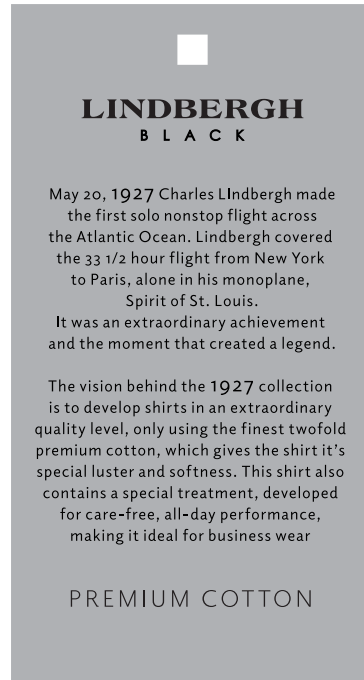 LINDBERGH
BLACK
May 20, 1927 Charles LIndbergh made
the first solo nonstop flight across
the Atlantic Ocean. Lindbergh covered
the 33 1/2 hour flight from New York
to Paris, alone in his monoplane,
Spirit of St. Louis.
It was an extraordinary achievement
and the moment that created a legend.
The vision behind the 1927 collection
is to develop shirts in an extraordinary
quality level, only using the finest twofold
premium cotton, which gives the shirt it's
special luster and softness. This shirt also
contains a special treatment, developed
for care-free, all-day performance,
making it ideal for business wear
PREMIUM COTTON